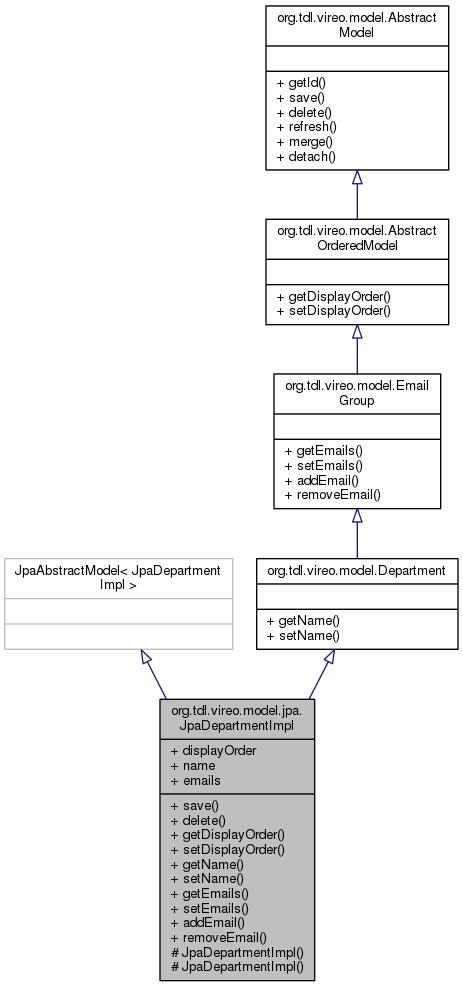 org.tdl.vireo.model.Abstract
Model
+ getId()
+ save()
+ delete()
+ refresh()
+ merge()
+ detach()
org.tdl.vireo.model.Abstract
OrderedModel
+ getDisplayOrder()
+ setDisplayOrder()
org.tdl.vireo.model.Email
Group
+ getEmails()
+ setEmails()
+ addEmail()
+ removeEmail()
JpaAbstractModel< JpaDepartment
Impl >
org.tdl.vireo.model.Department
+ getName()
+ setName()
org.tdl.vireo.model.jpa.
JpaDepartmentImpl
+ displayOrder
+ name
+ emails
+ save()
+ delete()
+ getDisplayOrder()
+ setDisplayOrder()
+ getName()
+ setName()
+ getEmails()
+ setEmails()
+ addEmail()
+ removeEmail()
# JpaDepartmentImpl()
# JpaDepartmentImpl()